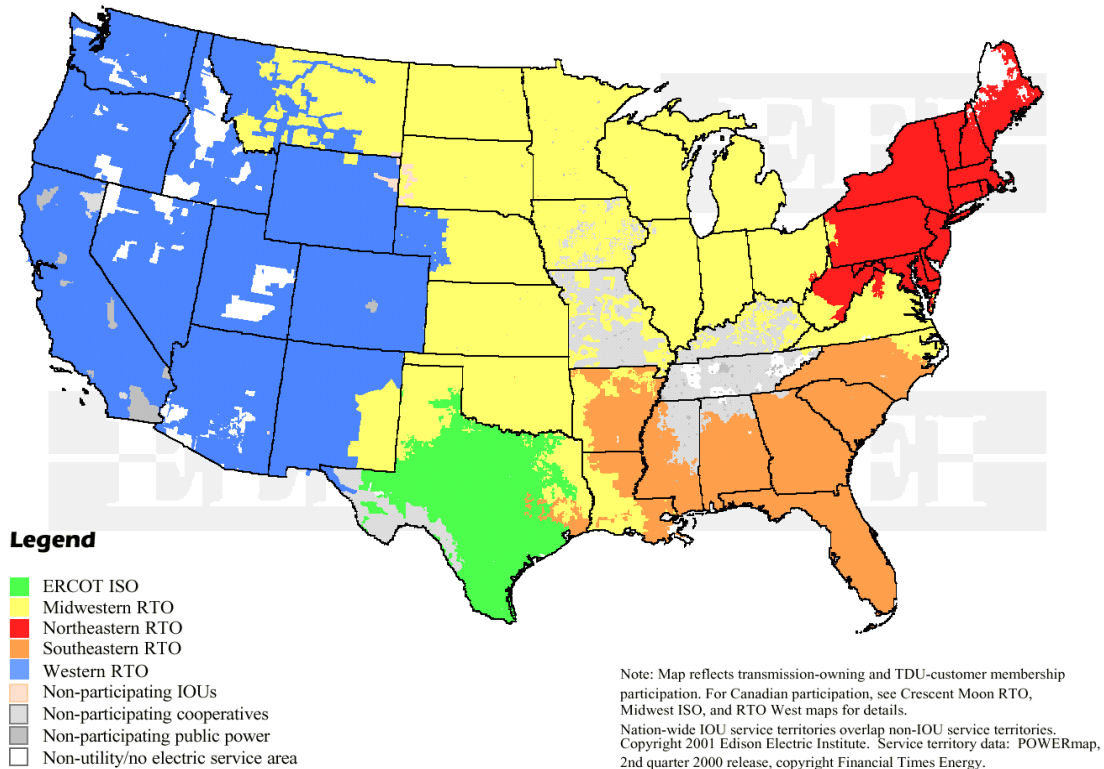 EEI
EEI
EEI
Legend
ERCOT ISO
Midwestern RTO
Northeastern RTO
Southeastern RTO
Western RTO
Non-participating IOUs
Non-participating cooperatives
Non-participating public power
Non-utility/no electric service area
Note: Map reflects transmission-owning and TDU-customer membership
participation. For Canadian participation, see Crescent Moon RTO,
Midwest ISO, and RTO West maps for details.
Nation-wide IOU service territories overlap non-IOU service territories.
Copyright 2001 Edison Electric Institute. Service territory data: POWERmap,
2nd quarter 2000 release, copyright Financial Times Energy.